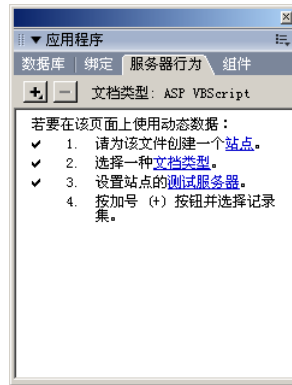 应用程序
数据库 绑定 服务器行为 组件
文档类型: ASP VBScript
若要在该页面上使用动态数据：
1. 请为该文件创建一个站点。
2. 选择一种文档类型。
3. 设置站点的测试服务器。
4. 按加号 (+) 按钮并选择记录
集。